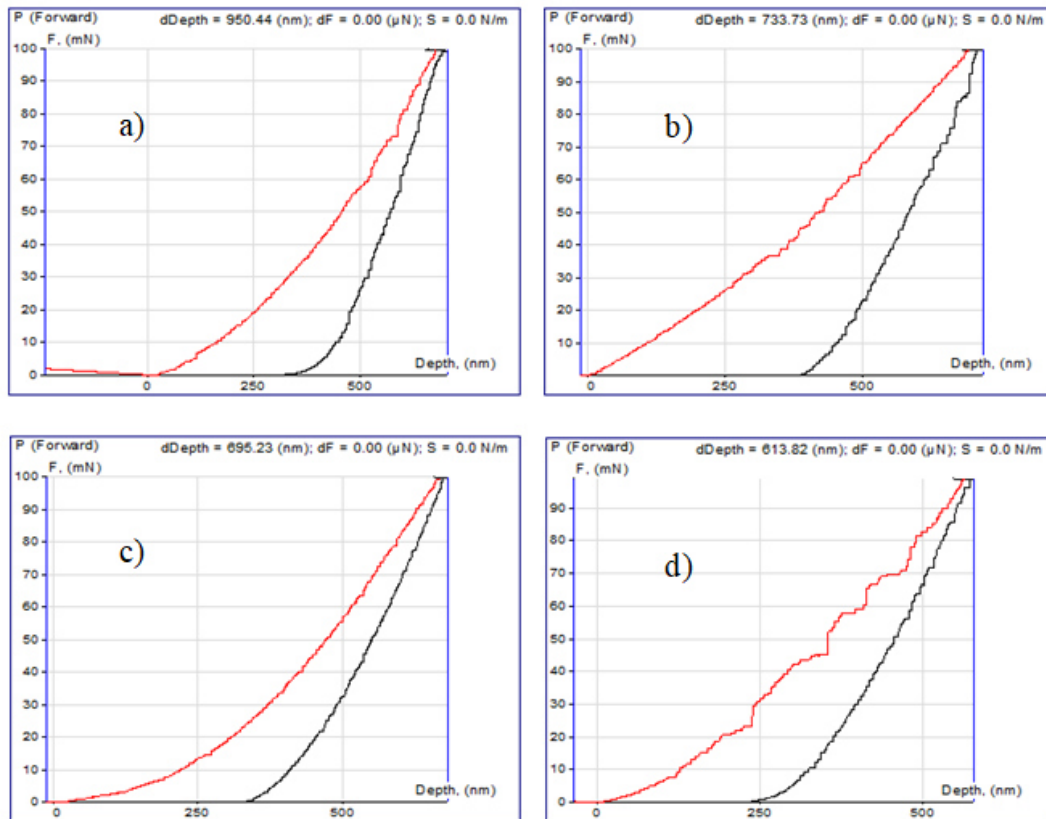 P (Forward)
dDepth = 950.44 (nm); dF = 0.00 (µN); S = 0.0 N/m
F, (mN)
100
90
80
70
60
50
40
30
20
10
0
a)
Depth, (nm)
0
250
500
P (Forward)
dDepth = 733.73 (nm); dF = 0.00 (µN); S = 0.0 N/m
F, (mN)
100
90
80
70
60
50
40
30
20
10
b)
Depth, (nm)
0
250
500
P (Forward)
dDepth = 695.23 (nm); dF = 0.00 (µN); S = 0.0 N/m
F, (mN)
100
90
80
70
60
50
40
30
20
10
0
c)
Depth, (nm)
0
250
500
P (Forward)
dDepth = 613.82 (nm); dF = 0.00 (µN); S = 0.0 N/m
F, (mN)
90
80
70
60
50
40
30
20
10
0
d)
Depth, (nm)
0
250
500